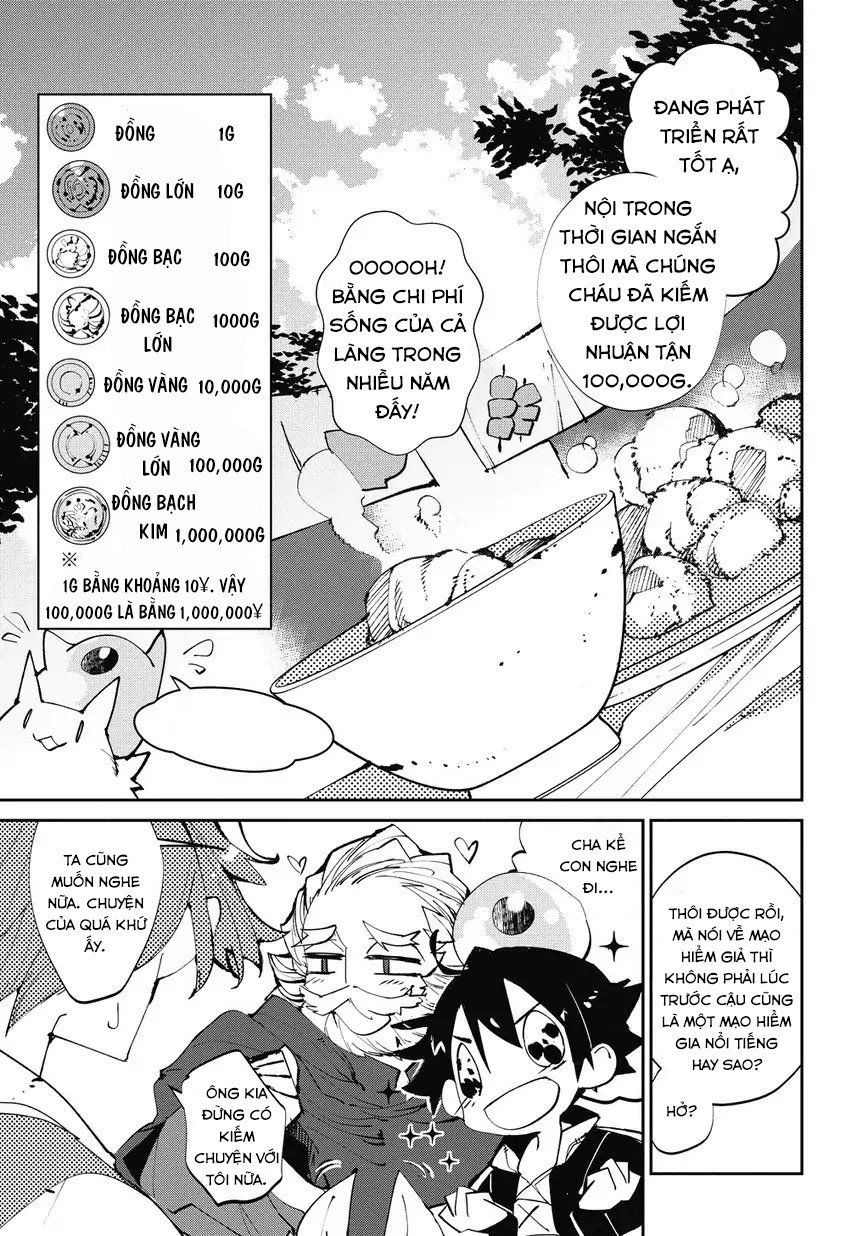 ĐANG PHÁT
TRIỂN RẤT
TỐT Ạ,
NỘI TRONG
THỜI GIAN NGẮN
THÔI MÀ CHÚNG
CHÁU ĐÃ KIẾM
ĐƯỢC LỢI
NHUẬN TẬN
100,000G.
OOOOOH!
BẰNG CHI PHÍ
SỐNG CỦA CẢ
LÀNG TRONG
NHIỀU NĂM
ĐẤY!
ĐỒNG 1G
ĐỒNG LỚN 10G
ĐỒNG BẠC 100G
ĐỒNG BẠC 1000G
LỚN
ĐỒNG VÀNG 10,000G
ĐỒNG VÀNG
LỚN 100,000G
ĐỒNG BẠCH
KIM 1,000,000G
※
1G BẰNG KHOẢNG 10¥. VẬY
100,000G LÀ BẰNG 1,000,000¥
THÔI ĐƯỢC RỒI,
MÀ NÓI VỀ MẠO
HIỂM GIẢ THÌ
KHÔNG PHẢI LÚC
TRƯỚC CẬU CŨNG
LÀ MỘT MẠO HIỂM
GIA NỔI TIẾNG
HAY SAO?
HỞ?
CHA KỂ
CON NGHE
ĐI...
TA CŨNG
MUỐN NGHE
NỮA. CHUYỆN
CỦA QUÁ KHỨ
ẤY.
ÔNG KIA
ĐỪNG CÓ
KIẾM
CHUYỆN VỚI
TÔI NỮA.